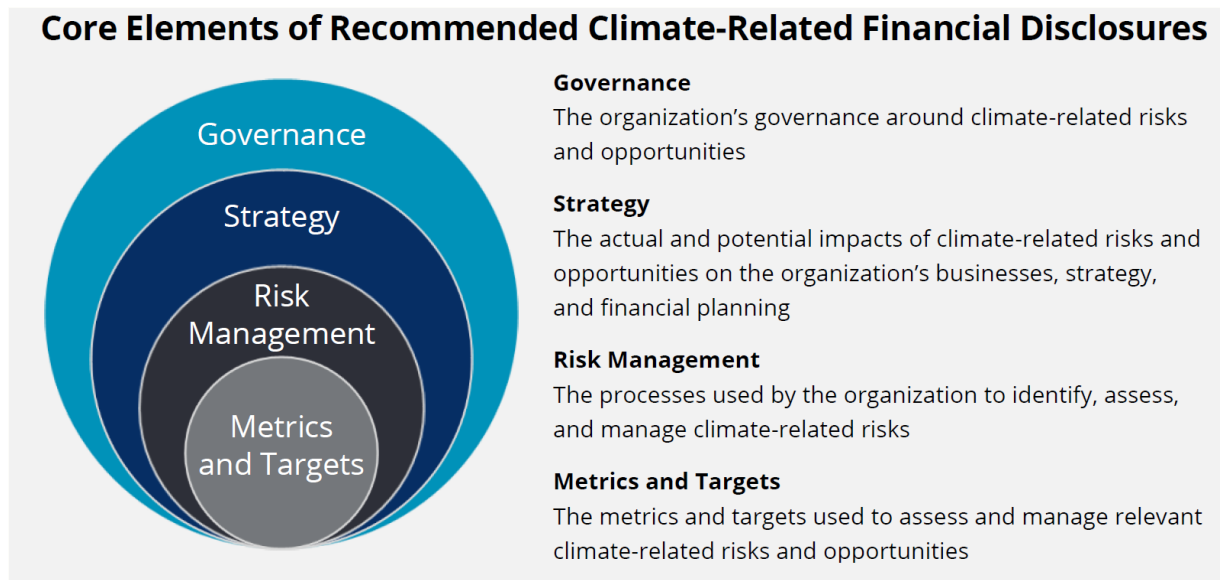 Core Elements of Recommended Climate-Related Financial Disclosures
Governance
Strategy
Risk
Management
Metrics
and Targets
Governance
The organization’s governance around climate-related risks
and opportunities
Strategy
The actual and potential impacts of climate-related risks and
opportunities on the organization’s businesses, strategy,
and financial planning
Risk Management
The processes used by the organization to identify, assess,
and manage climate-related risks
Metrics and Targets
The metrics and targets used to assess and manage relevant
climate-related risks and opportunities